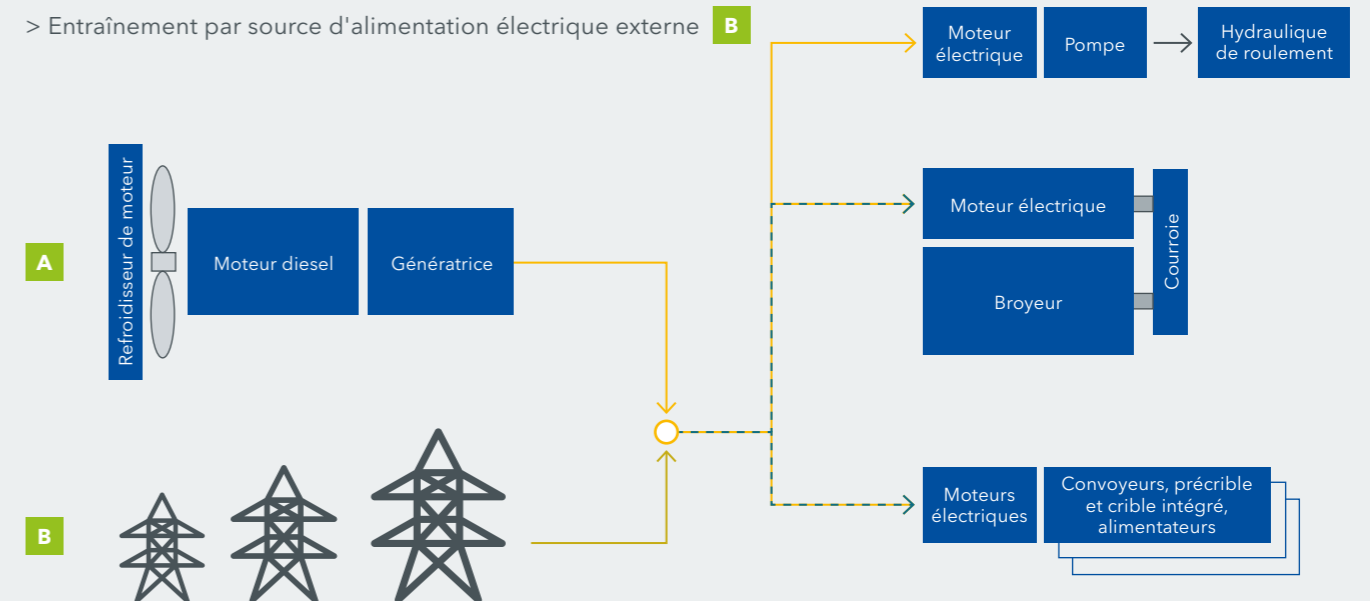 > Entraînement par source d'alimentation électrique externe B
Moteur
électrique
Pompe
Hydraulique
de roulement
A
Refroidisseur de moteur
Moteur diesel
Génératrice
Moteur électrique
Broyeur
Courroie
B
Moteurs
électriques
Convoyeurs, précrible
et crible intégré,
alimentateurs